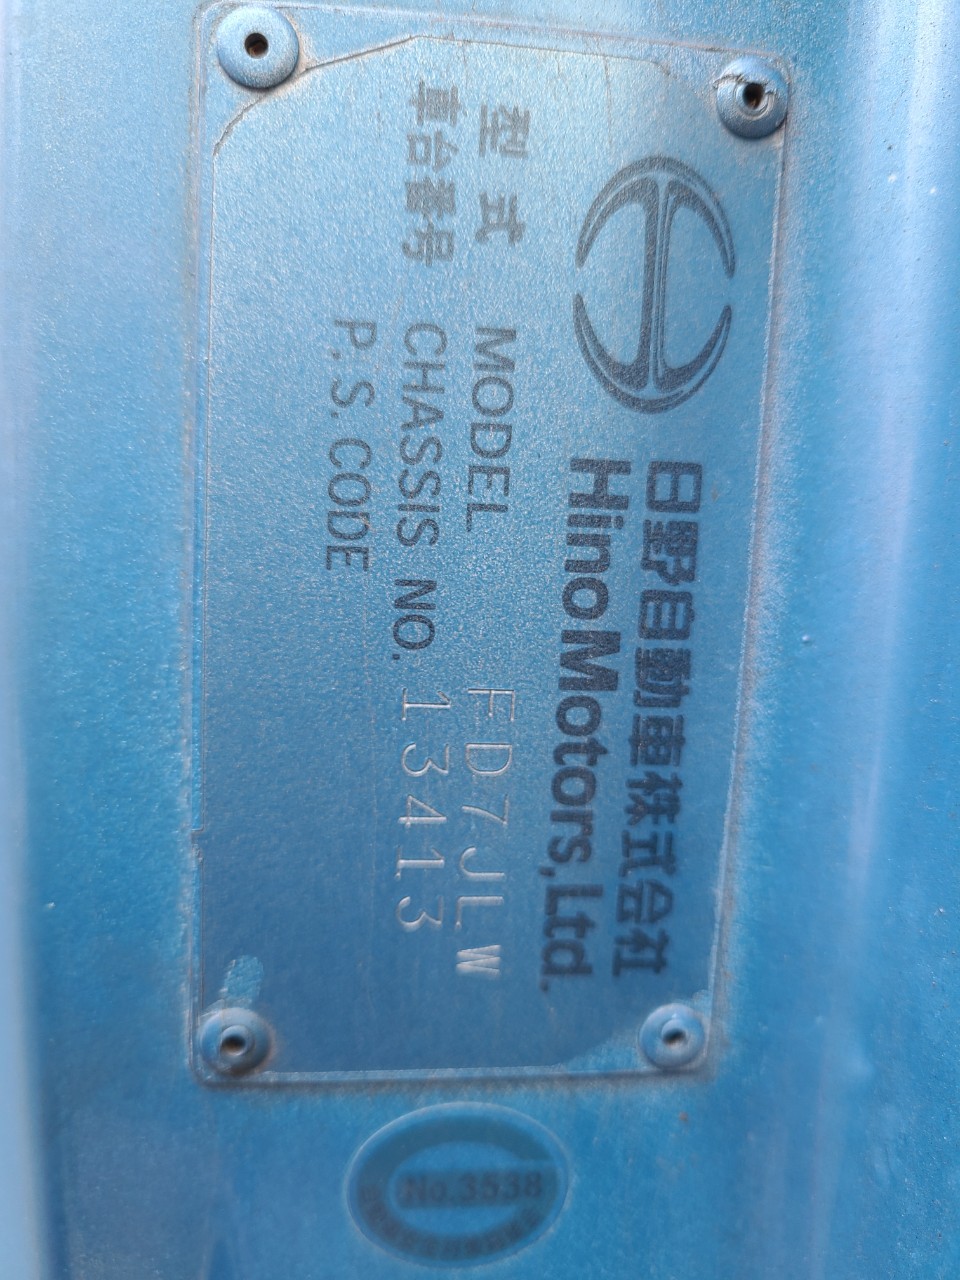 日野自動車株式会社
Hino Motors, Ltd.
型式 MODEL FD7JLW
車台番号 CHASSIS NO. 13413
P.S. CODE
No.3538